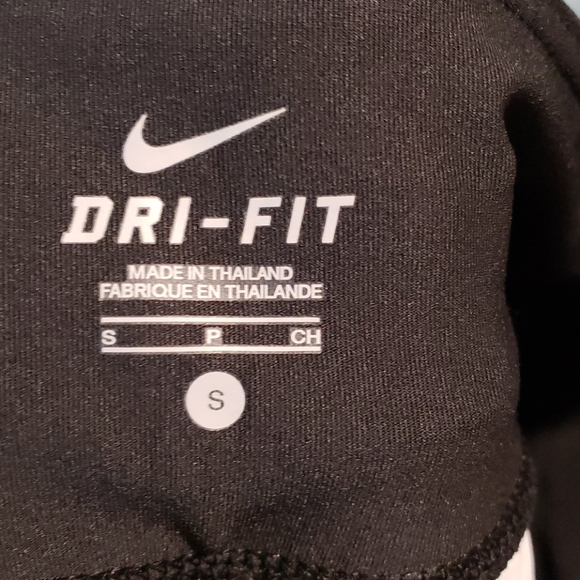 DRI-FIT
MADE IN THAILAND
FABRIQUE EN THAILANDE
S P CH
S